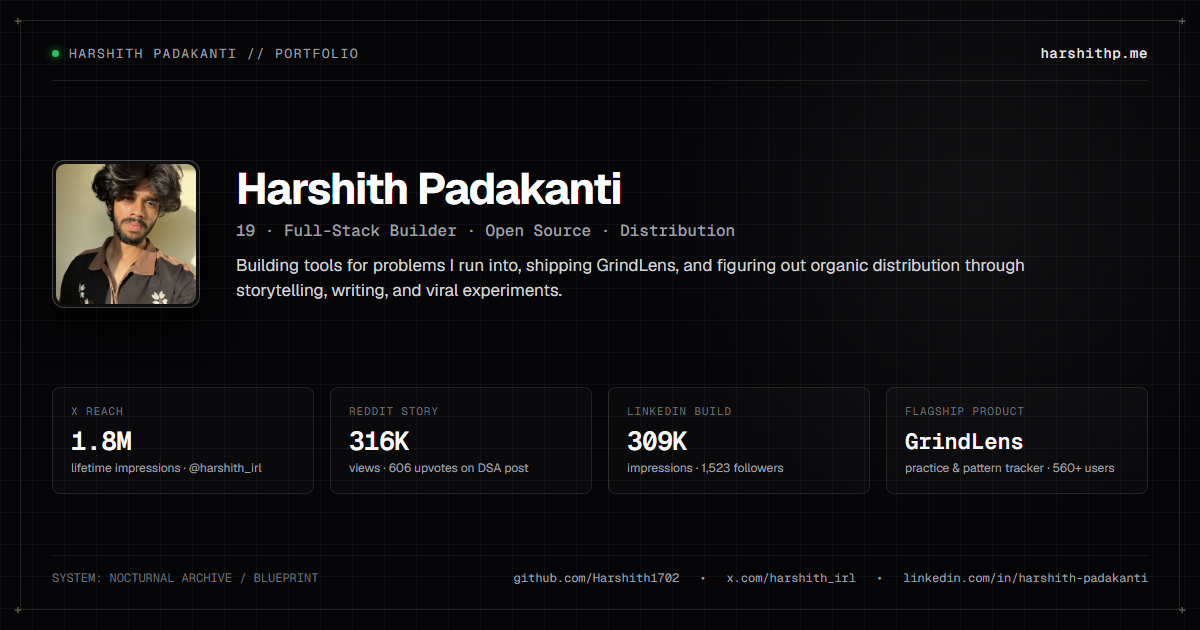 HARSHITH PADAKANTI // PORTFOLIO
harshithp.me
Harshith Padakanti
19 · Full-Stack Builder · Open Source · Distribution
Building tools for problems I run into, shipping GrindLens, and figuring out organic distribution through
storytelling, writing, and viral experiments.
X REACH
1.8M
lifetime impressions · @harshith_irl
REDDIT STORY
316K
views · 606 upvotes on DSA post
LINKEDIN BUILD
309K
impressions · 1,523 followers
FLAGSHIP PRODUCT
GrindLens
practice & pattern tracker · 560+ users
SYSTEM: NOCTURNAL ARCHIVE / BLUEPRINT
github.com/Harshith1702 • x.com/harshith_irl • linkedin.com/in/harshith-padakanti